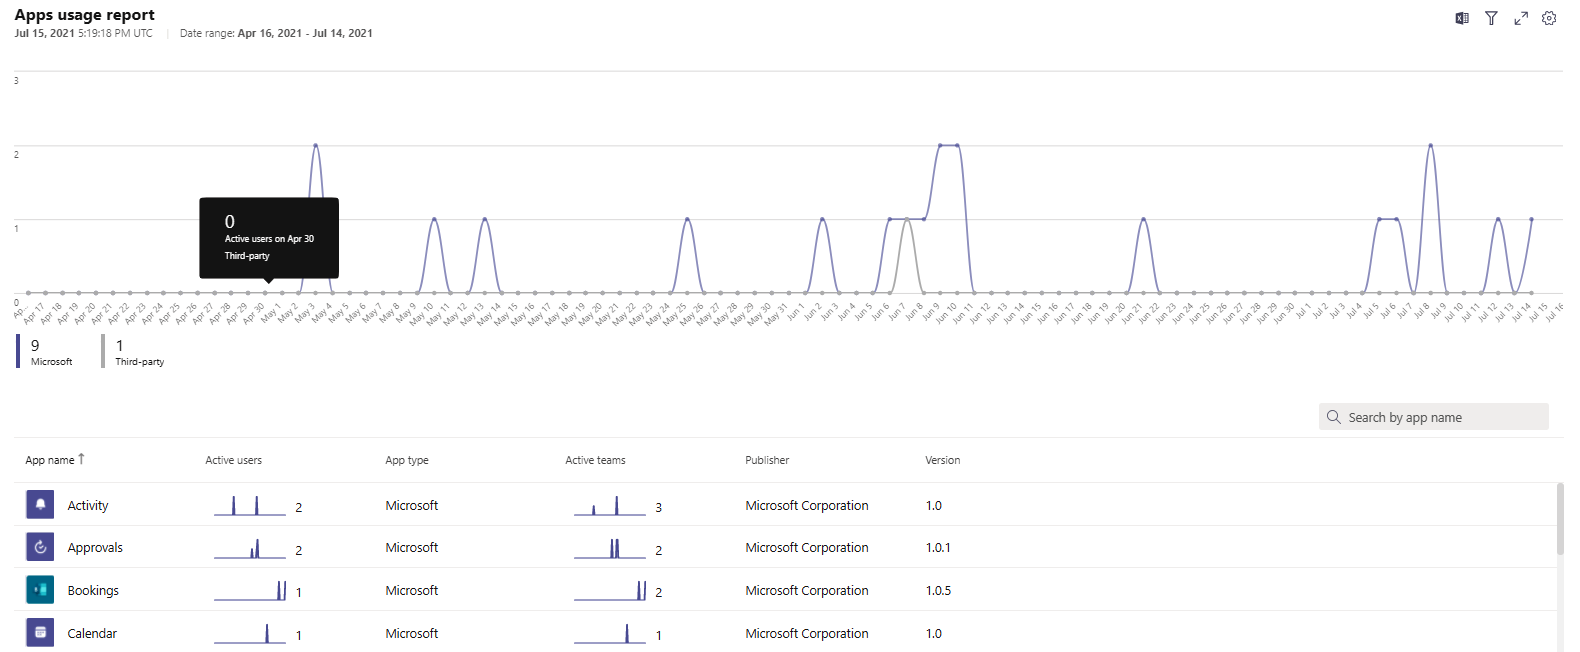 Apps usage report
Jul 15, 2021 5:19:18 PM UTC | Date range: Apr 16, 2021 - Jul 14, 2021
3
2
1
0
0
Active users on Apr 30
Third-party
Ap... Apr 17 Apr 18 Apr 19 Apr 20 Apr 21 Apr 22 Apr 23 Apr 24 Apr 25 Apr 26 Apr 27 Apr 28 Apr 29 Apr 30 May 1 May 2 May 3 May 4 May 5 May 6 May 7 May 8 May 9 May 10 May 11 May 12 May 13 May 14 May 15 May 16 May 17 May 18 May 19 May 20 May 21 May 22 May 23 May 24 May 25 May 26 May 27 May 28 May 29 May 30 May 31 Jun 1 Jun 2 Jun 3 Jun 4 Jun 5 Jun 6 Jun 7 Jun 8 Jun 9 Jun 10 Jun 12 Jun 13 Jun 14 Jun 15 Jun 16 Jun 17 Jun 18 Jun 19 Jun 20 Jun 21 Jun 22 Jun 23 Jun 24 Jun 25 Jun 26 Jun 27 Jun 28 Jun 29 Jun 30 Jul 1 Jul 2 Jul 3 Jul 4 Jul 5 Jul 6 Jul 7 Jul 8 Jul 9 Jul 10 Jul 11 Jul 12 Jul 13 Jul 14 Jul 15 Jul 16
9 1
Microsoft Third-party
Search by app name
App name ↑ Active users App type Active teams Publisher Version
Activity 2 Microsoft 3 Microsoft Corporation 1.0
Approvals 2 Microsoft 2 Microsoft Corporation 1.0.1
Bookings 1 Microsoft 2 Microsoft Corporation 1.0.5
Calendar 1 Microsoft 1 Microsoft Corporation 1.0